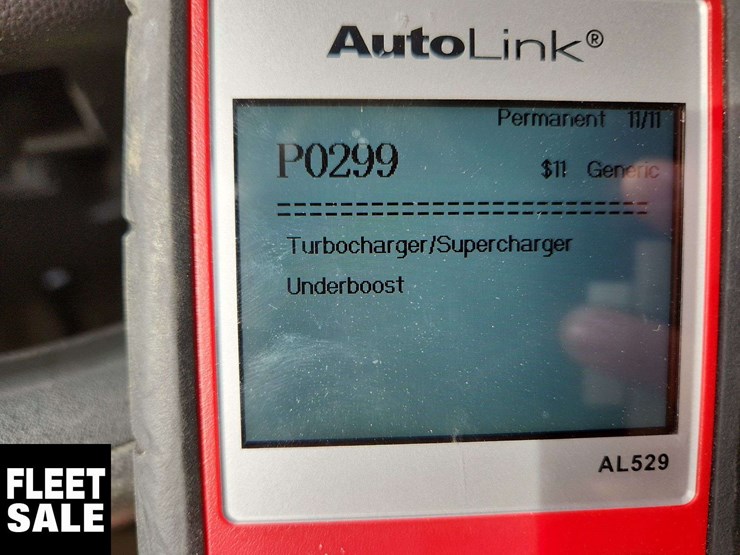 AutoLink®
Permanent 11/11
P0299 $11 Generic
================================
Turbocharger/Supercharger
Underboost
AL529
FLEET
SALE